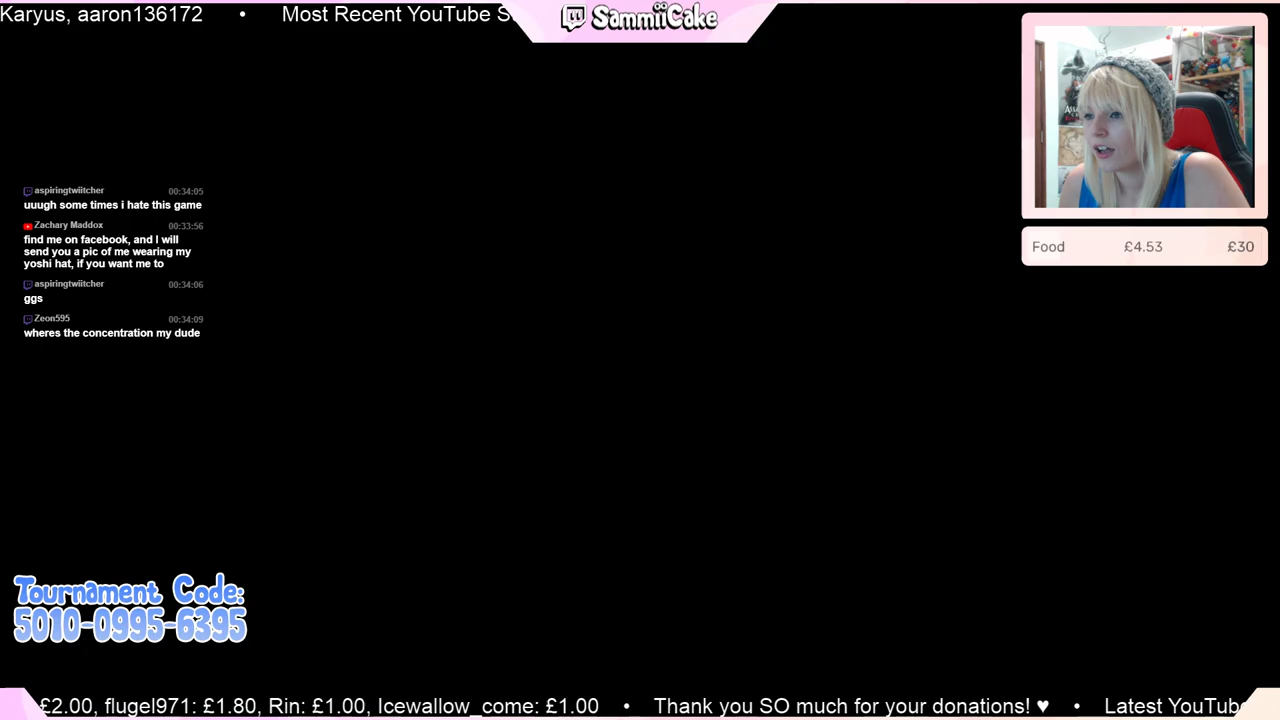 Karyus, aaron136172 • Most Recent YouTube
SammiiCake
aspiringtwiitcher 00:34:05
uuugh some times i hate this game
Zachary Maddox 00:33:56
find me on facebook, and I will
send you a pic of me wearing my
yoshi hat, if you want me to
aspiringtwiitcher 00:34:06
ggs
Zeon595 00:34:09
wheres the concentration my dude
Food £4.53 £30
Tournament Code:
5010-0995-6395
£2.00, flugel971: £1.80, Rin: £1.00, Icewallow_come: £1.00 • Thank you SO much for your donations! ♥ • Latest YouTube